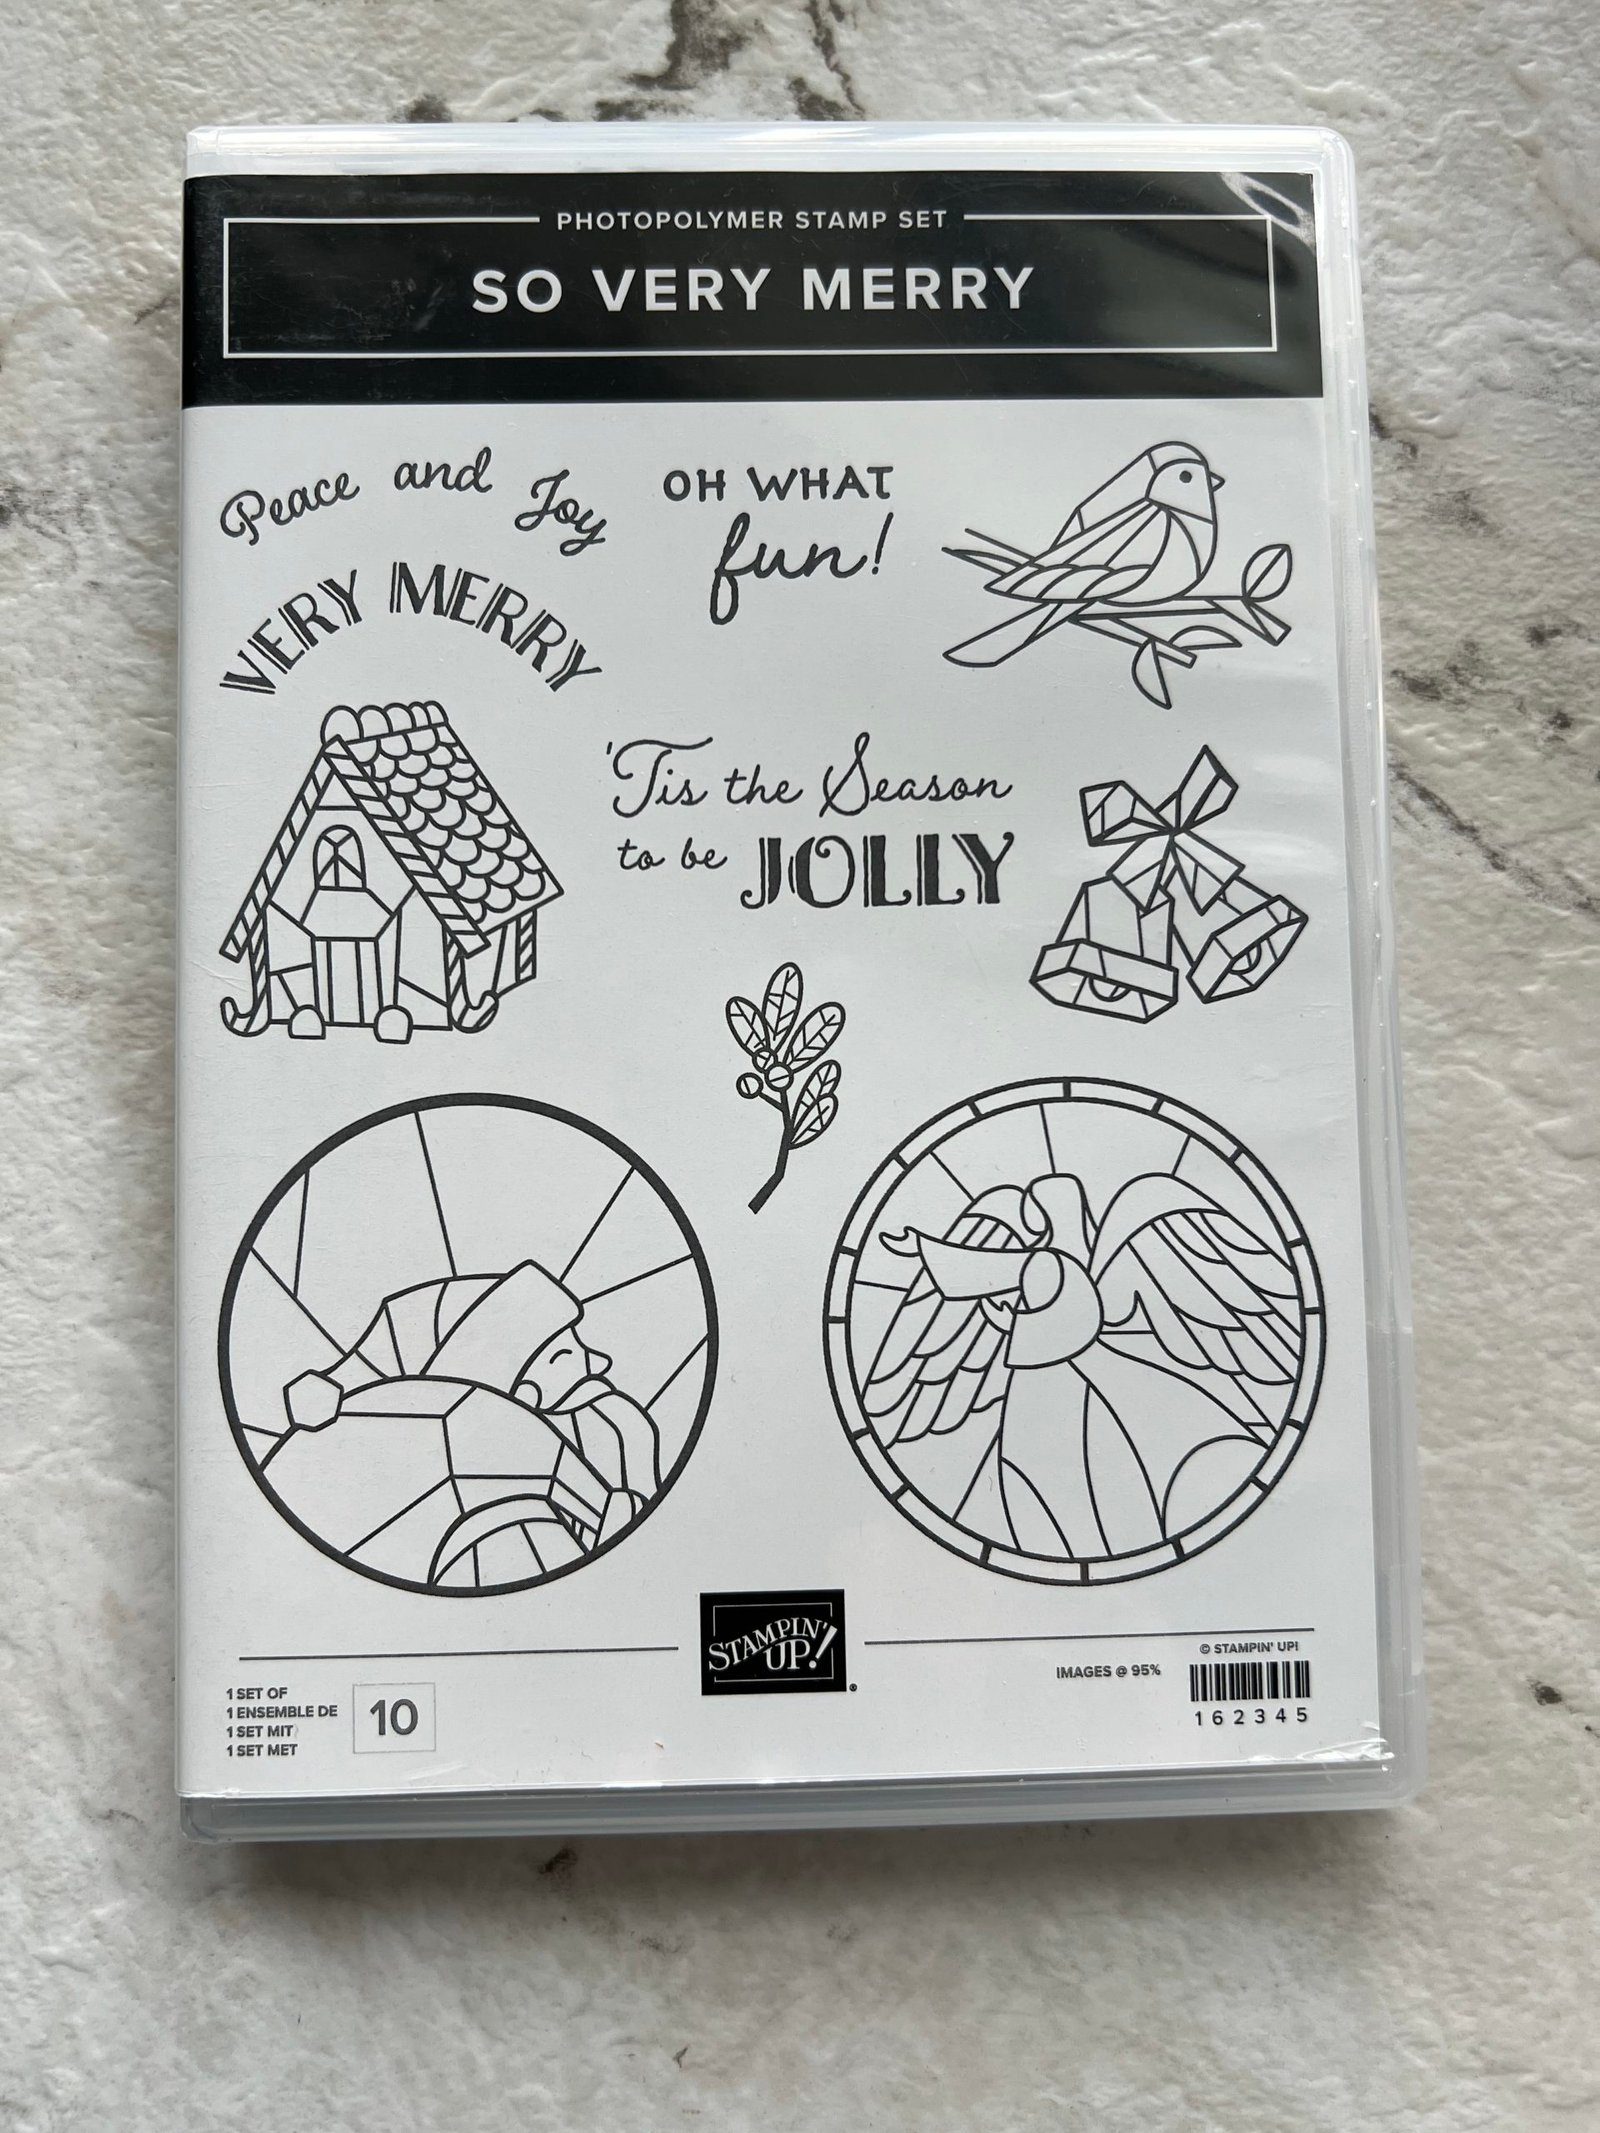 PHOTOPOLYMER STAMP SET
SO VERY MERRY
Peace and Joy
OH WHAT
fun!
VERY MERRY
'Tis the Season
to be JOLLY
STAMPIN'
UP!®
© STAMPIN' UP!
IMAGES @ 95%
162345
1 SET OF
1 ENSEMBLE DE
1 SET MIT
1 SET MET
10